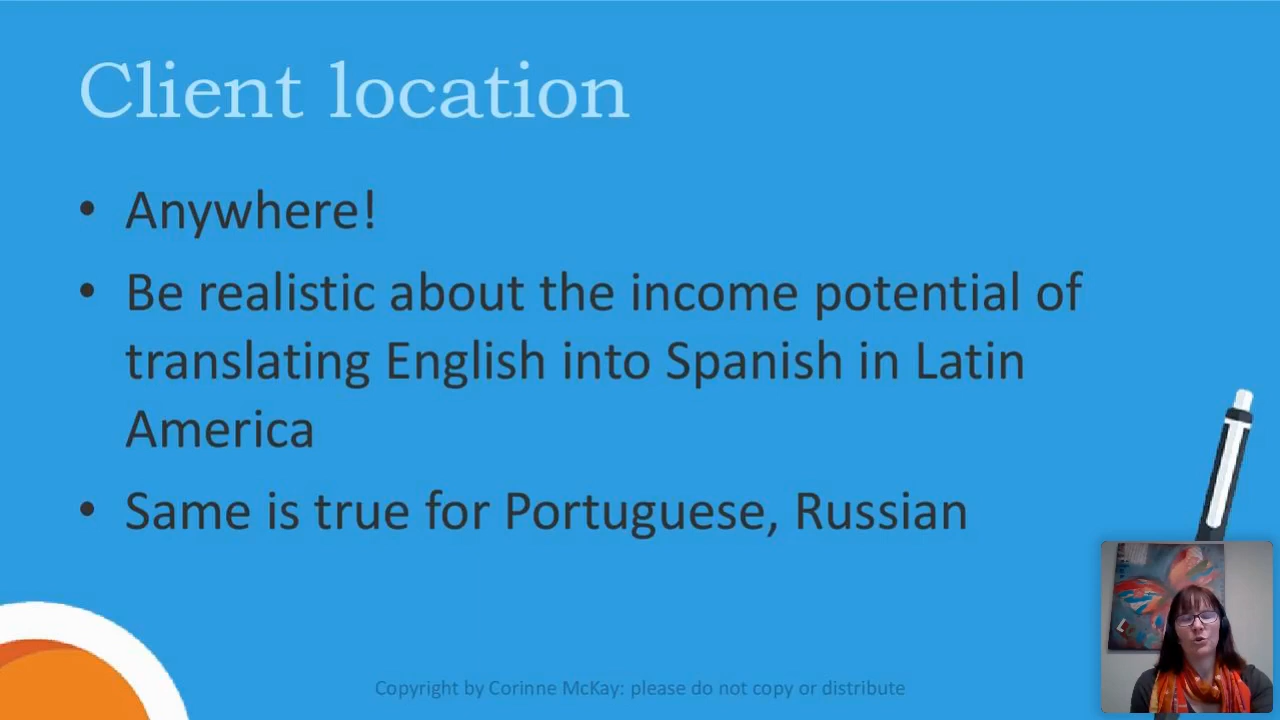 Client location
• Anywhere!
• Be realistic about the income potential of
translating English into Spanish in Latin
America
• Same is true for Portuguese, Russian
Copyright by Corinne McKay: please do not copy or distribute